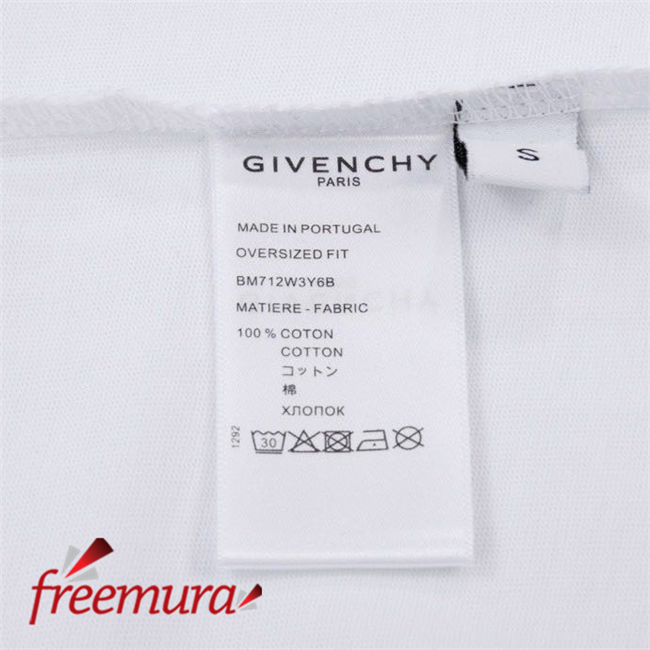 S
GIVENCHY
PARIS
MADE IN PORTUGAL
OVERSIZED FIT
BM712W3Y6B
MATIERE - FABRIC
100 % COTON
COTTON
コットン
棉
ХЛОПОК
1292
30
freemura